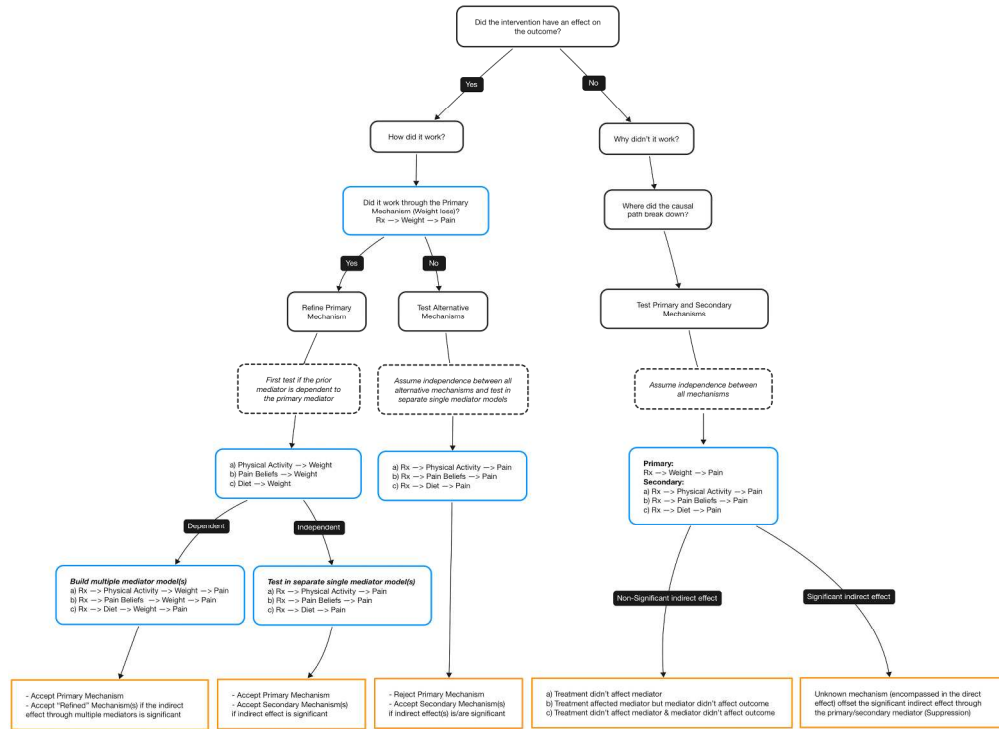 Did the intervention have an effect on
the outcome?
Yes
No
How did it work?
Why didn't it work?
Did it work through the Primary
Mechanism (Weight loss)?
Rx —> Weight —> Pain
Where did the causal
path break down?
Yes
No
Refine Primary
Mechanism
Test Alternative
Mechanisms
Test Primary and Secondary
Mechanisms
First test if the prior
mediator is dependent to
the primary mediator
Assume independence between all
alternative mechanisms and test in
separate single mediator models
Assume independence between
all mechanisms
a) Physical Activity —> Weight
b) Pain Beliefs —> Weight
c) Diet —> Weight
a) Rx —> Physical Activity —> Pain
b) Rx —> Pain Beliefs —> Pain
c) Rx —> Diet —> Pain
Primary:
Rx —> Weight —> Pain
Secondary:
a) Rx —> Physical Activity —> Pain
b) Rx —> Pain Beliefs —> Pain
c) Rx —> Diet —> Pain
Dependent
Independent
Build multiple mediator model(s)
a) Rx —> Physical Activity —> Weight —> Pain
b) Rx —> Pain Beliefs —> Weight —> Pain
c) Rx —> Diet —> Weight —> Pain
Test in separate single mediator model(s)
a) Rx —> Physical Activity —> Pain
b) Rx —> Pain Beliefs —> Pain
c) Rx —> Diet —> Pain
Non-Significant indirect effect
Significant indirect effect
- Accept Primary Mechanism
- Accept "Refined" Mechanism(s) if the indirect
effect through multiple mediators is significant
- Accept Primary Mechanism
- Accept Secondary Mechanism(s)
if indirect effect is significant
- Reject Primary Mechanism
- Accept Secondary Mechanism(s)
if indirect effect(s) is/are significant
a) Treatment didn't affect mediator
b) Treatment affected mediator but mediator didn't affect outcome
c) Treatment didn't affect mediator & mediator didn't affect outcome
Unknown mechanism (encompassed in the direct
effect) offset the significant indirect effect through
the primary/secondary mediator (Suppression)